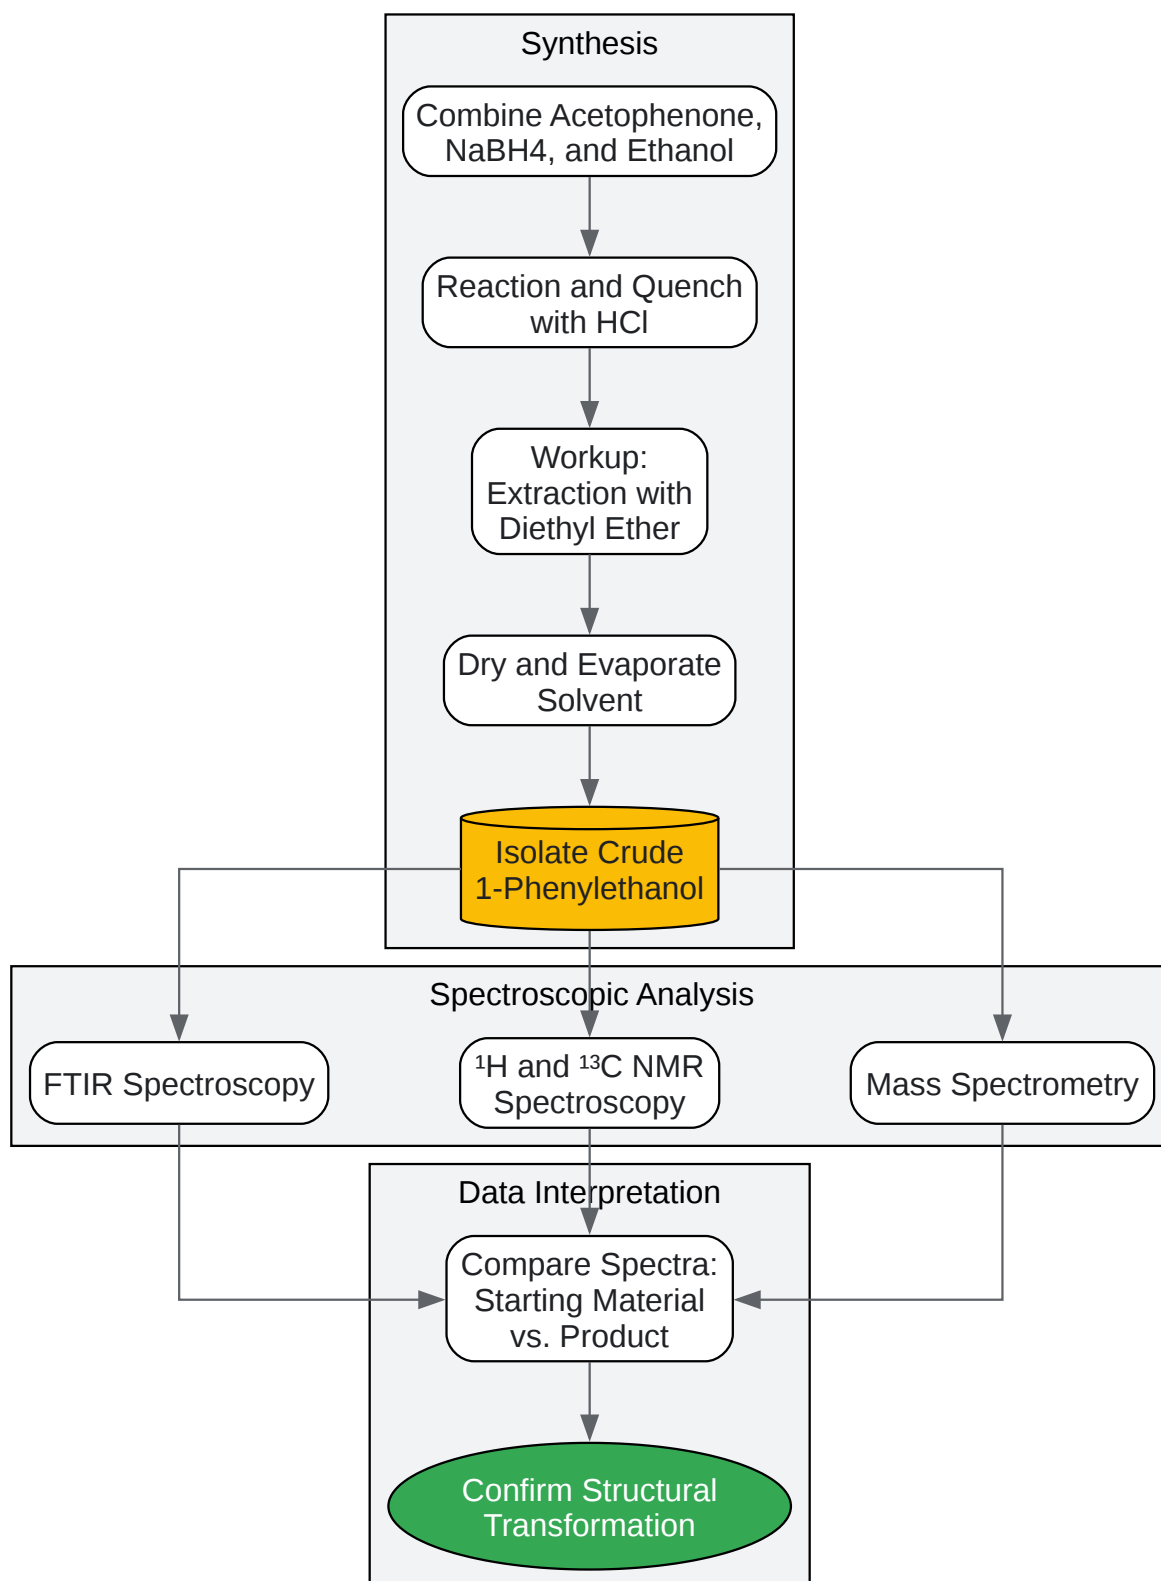 Synthesis
Combine Acetophenone,
NaBH4, and Ethanol
Reaction and Quench
with HCl
Workup:
Extraction with
Diethyl Ether
Dry and Evaporate
Solvent
Isolate Crude
1-Phenylethanol
Spectroscopic Analysis
FTIR Spectroscopy
¹H and ¹³C NMR
Spectroscopy
Mass Spectrometry
Data Interpretation
Compare Spectra:
Starting Material
vs. Product
Confirm Structural
Transformation